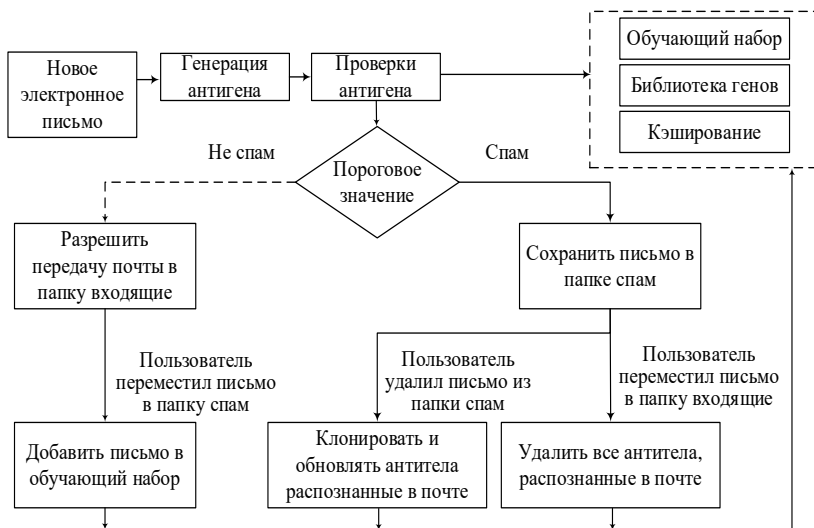 Новое
электронное
письмо
Генерация
антигена
Проверки
антигена
Обучающий набор
Библиотека генов
Кэширование
Не спам
Пороговое
значение
Спам
Разрешить
передачу почты в
папку входящие
Сохранить письмо в
папке спам
Пользователь
переместил письмо
в папку спам
Пользователь
удалил письмо из
папки спам
Пользователь
переместил письмо
в папку входящие
Добавить письмо в
обучающий набор
Клонировать и
обновлять антитела
распознанные в почте
Удалить все антитела,
распознанные в почте